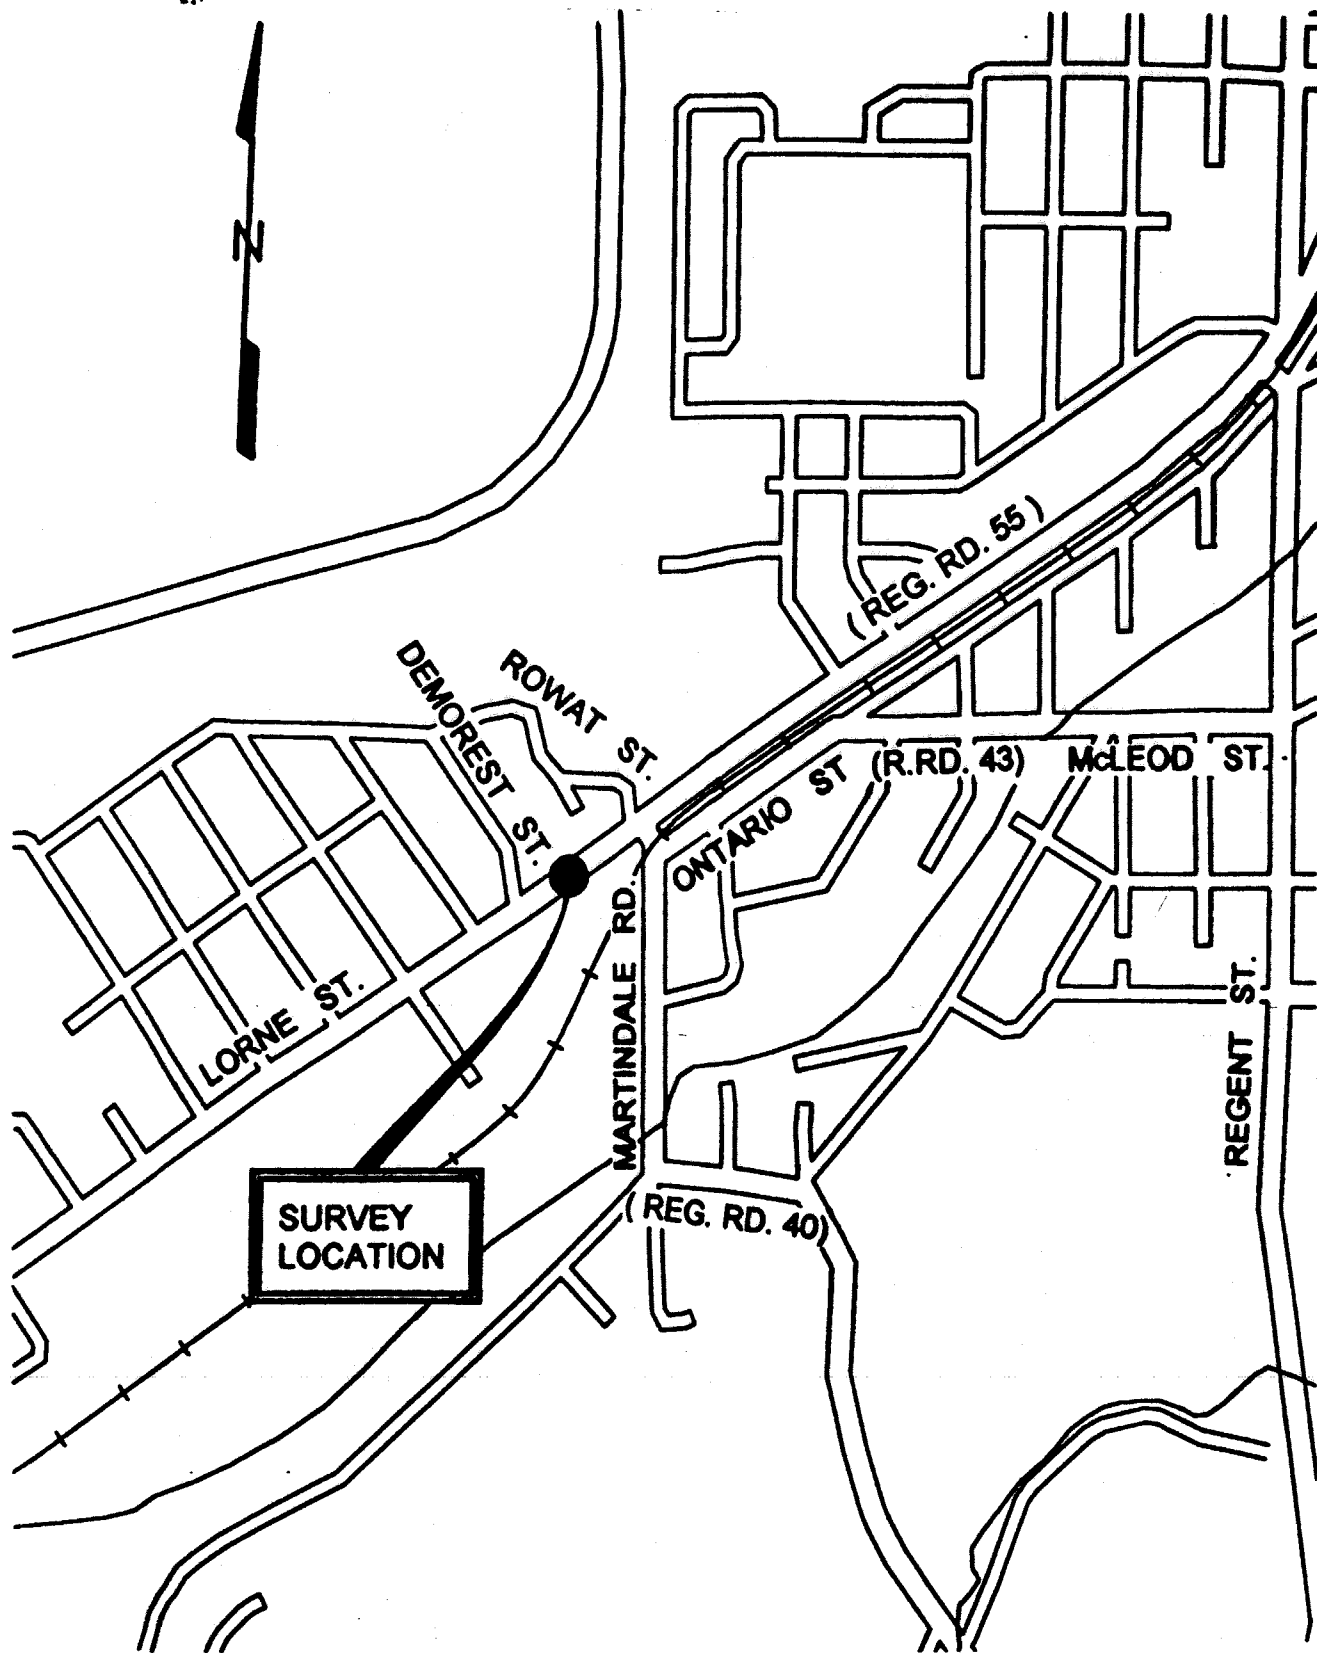 N
( REG. RD. 55 )
ROWAT ST.
DEMOREST ST.
(R.RD. 43)
McLEOD ST.
ONTARIO ST
MARTINDALE RD.
LORNE ST.
REGENT ST.
SURVEY
LOCATION
( REG. RD. 40)